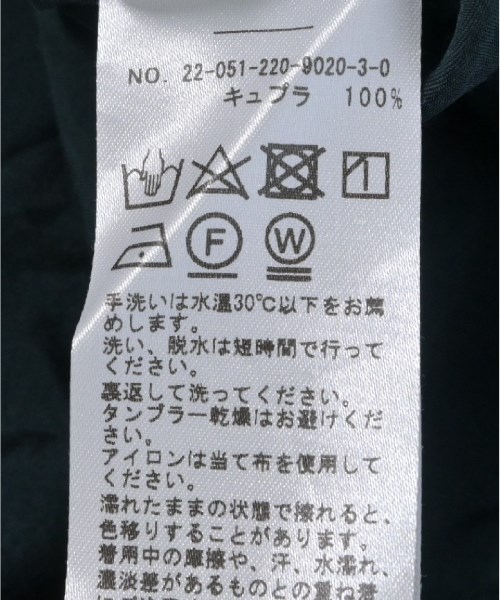 NO. 22-051-220-9020-3-0
キュプラ 100%
F W
手洗いは水温30℃以下をお薦
めします。
洗い、脱水は短時間で行って
ください。
裏返して洗ってください。
タンブラー乾燥はお避けくだ
さい。
アイロンは当て布を使用して
ください。
濡れたままの状態で擦れると、
色移りすることがあります。
着用中の摩擦や、汗、水濡れ、
濃淡差があるものとの重ね着